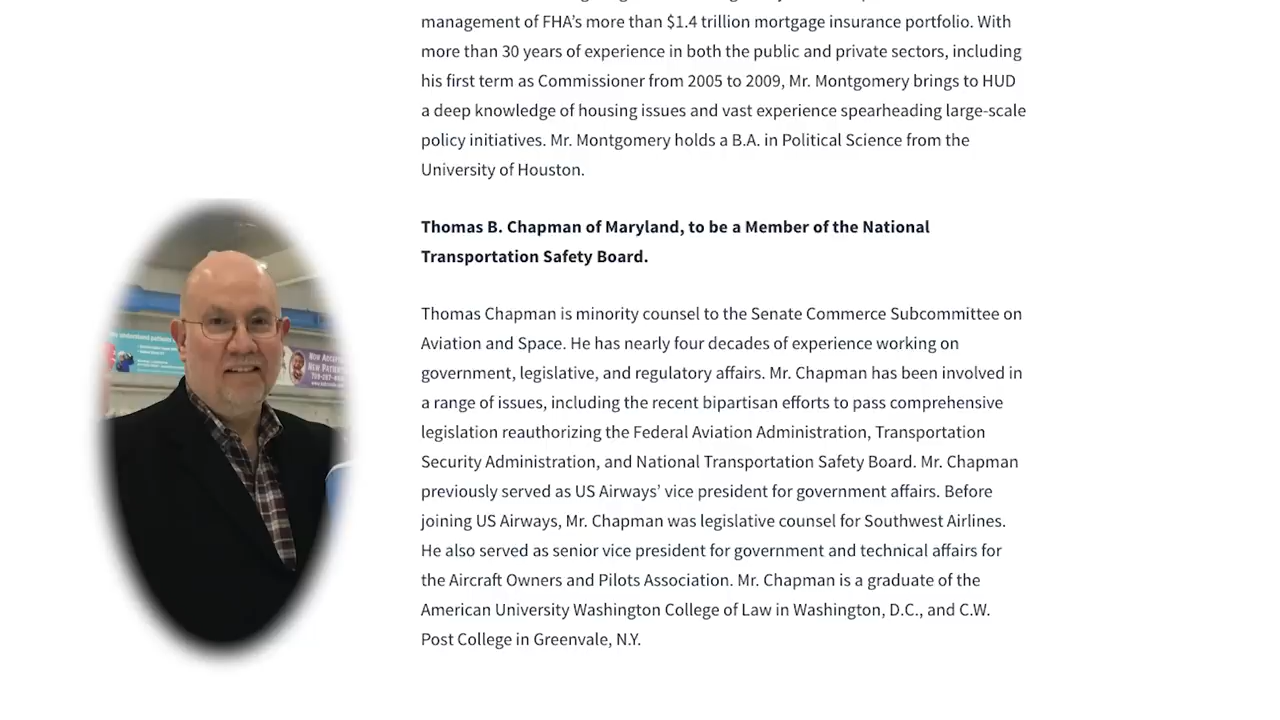 management of FHA's more than $1.4 trillion mortgage insurance portfolio. With
more than 30 years of experience in both the public and private sectors, including
his first term as Commissioner from 2005 to 2009, Mr. Montgomery brings to HUD
a deep knowledge of housing issues and vast experience spearheading large-scale
policy initiatives. Mr. Montgomery holds a B.A. in Political Science from the
University of Houston.
Thomas B. Chapman of Maryland, to be a Member of the National
Transportation Safety Board.
Thomas Chapman is minority counsel to the Senate Commerce Subcommittee on
Aviation and Space. He has nearly four decades of experience working on
government, legislative, and regulatory affairs. Mr. Chapman has been involved in
a range of issues, including the recent bipartisan efforts to pass comprehensive
legislation reauthorizing the Federal Aviation Administration, Transportation
Security Administration, and National Transportation Safety Board. Mr. Chapman
previously served as US Airways' vice president for government affairs. Before
joining US Airways, Mr. Chapman was legislative counsel for Southwest Airlines.
He also served as senior vice president for government and technical affairs for
the Aircraft Owners and Pilots Association. Mr. Chapman is a graduate of the
American University Washington College of Law in Washington, D.C., and C.W.
Post College in Greenvale, N.Y.
Now
New